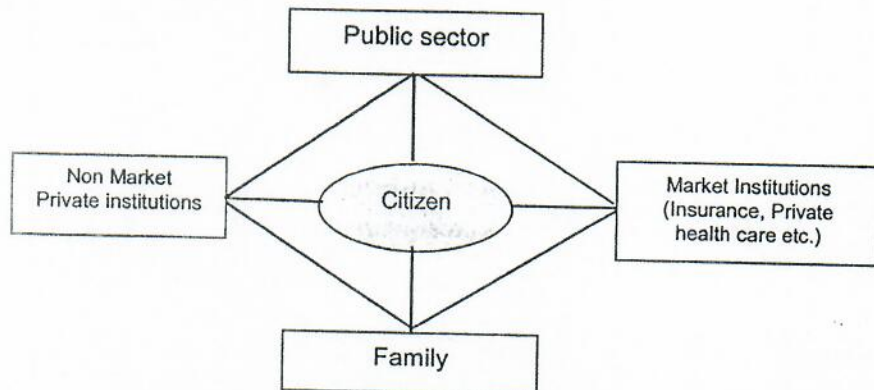 Public sector
Non Market
Private institutions
Citizen
Market Institutions
(Insurance, Private
health care etc.)
Family